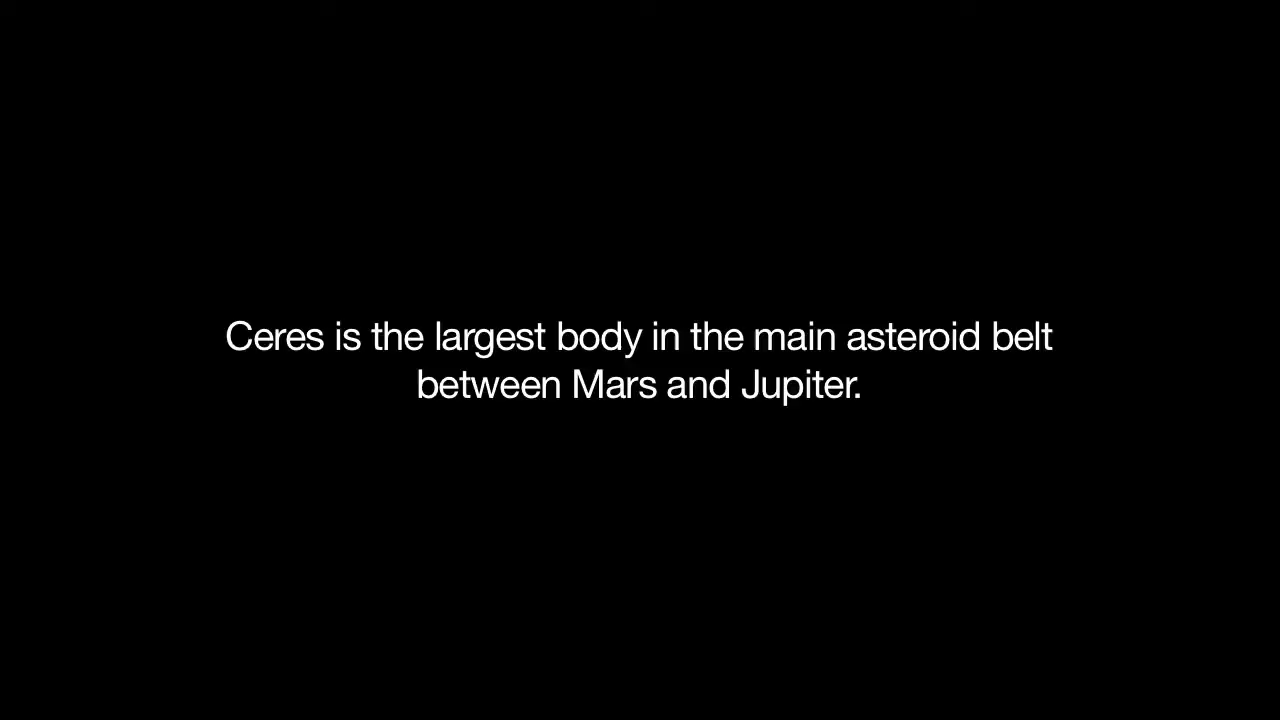 Ceres is the largest body in the main asteroid belt
between Mars and Jupiter.